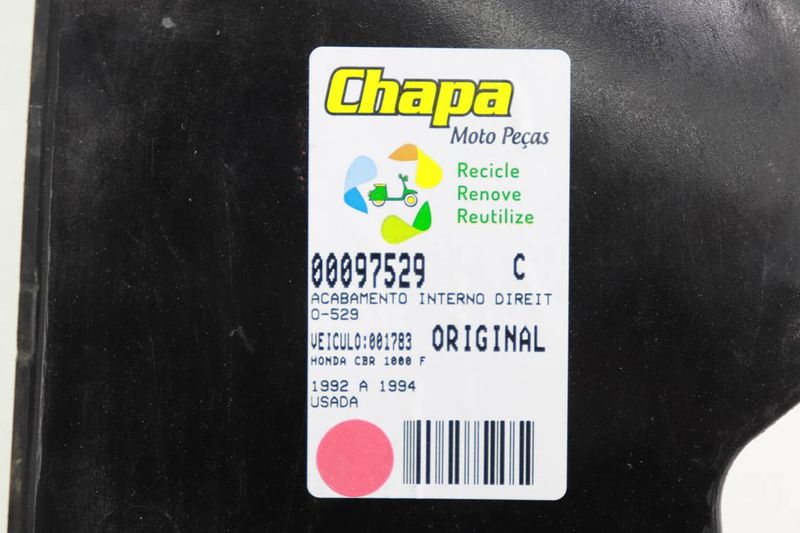 Chapa
Moto Peças
Recicle
Renove
Reutilize
00097529 C
ACABAMENTO INTERNO DIREIT
O-529
VEICULO:001783 ORIGINAL
HONDA CBR 1000 F
1992 A 1994
USADA